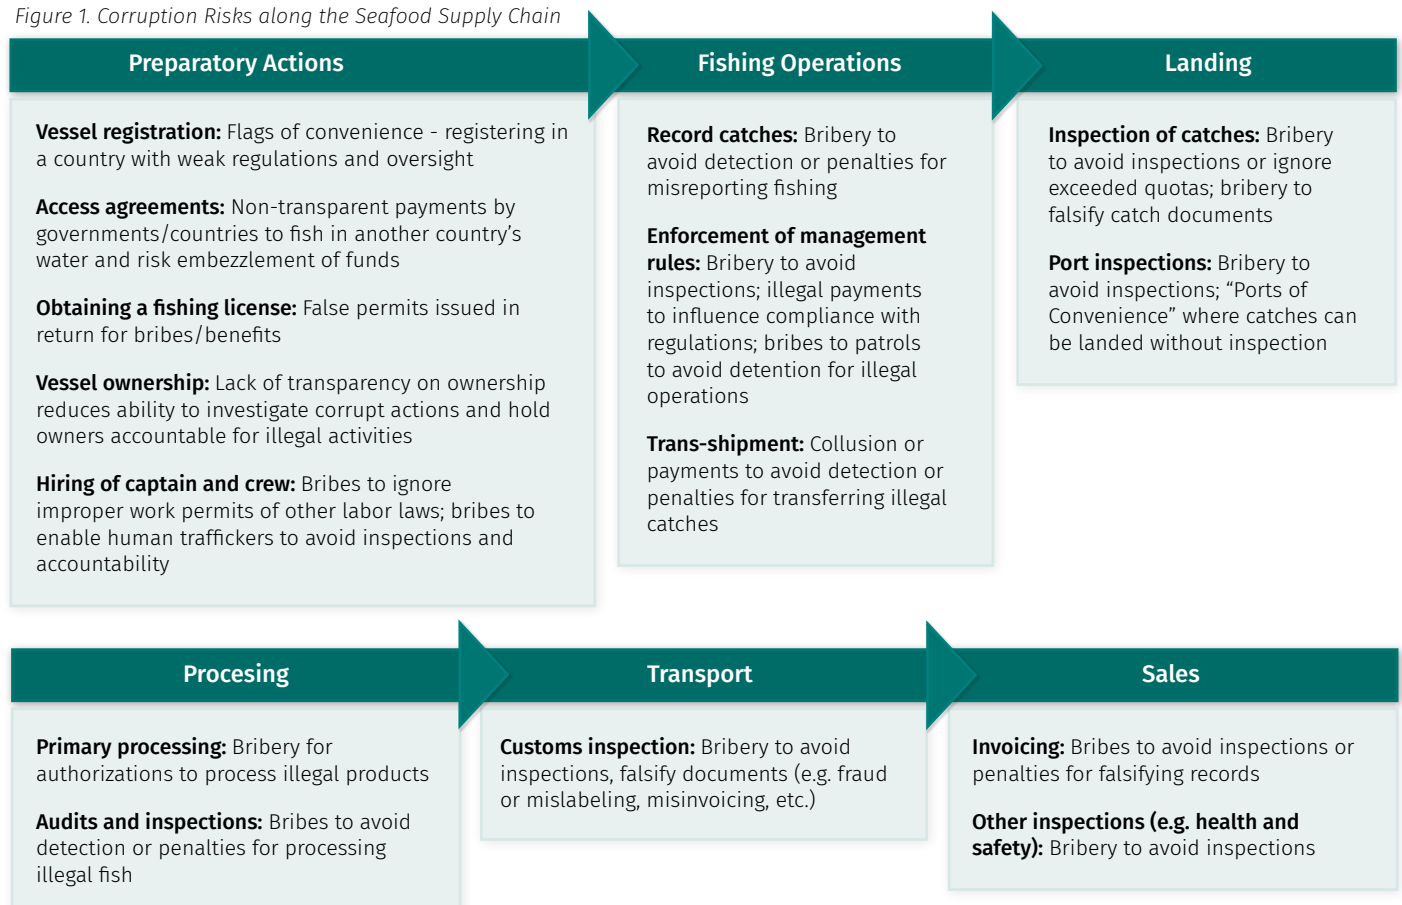 Figure 1. Corruption Risks along the Seafood Supply Chain
Preparatory Actions
Vessel registration: Flags of convenience - registering in
a country with weak regulations and oversight
Access agreements: Non-transparent payments by
governments/countries to fish in another country's
water and risk embezzlement of funds
Obtaining a fishing license: False permits issued in
return for bribes/benefits
Vessel ownership: Lack of transparency on ownership
reduces ability to investigate corrupt actions and hold
owners accountable for illegal activities
Hiring of captain and crew: Bribes to ignore
improper work permits of other labor laws; bribes to
enable human traffickers to avoid inspections and
accountability
Fishing Operations
Record catches: Bribery to
avoid detection or penalties for
misreporting fishing
Enforcement of management
rules: Bribery to avoid
inspections; illegal payments
to influence compliance with
regulations; bribes to patrols
to avoid detention for illegal
operations
Trans-shipment: Collusion or
payments to avoid detection or
penalties for transferring illegal
catches
Landing
Inspection of catches: Bribery
to avoid inspections or ignore
exceeded quotas; bribery to
falsify catch documents
Port inspections: Bribery to
avoid inspections; “Ports of
Convenience” where catches can
be landed without inspection
Procesing
Primary processing: Bribery for
authorizations to process illegal products
Audits and inspections: Bribes to avoid
detection or penalties for processing
illegal fish
Transport
Customs inspection: Bribery to avoid
inspections, falsify documents (e.g. fraud
or mislabeling, misinvoicing, etc.)
Sales
Invoicing: Bribes to avoid inspections or
penalties for falsifying records
Other inspections (e.g. health and
safety): Bribery to avoid inspections